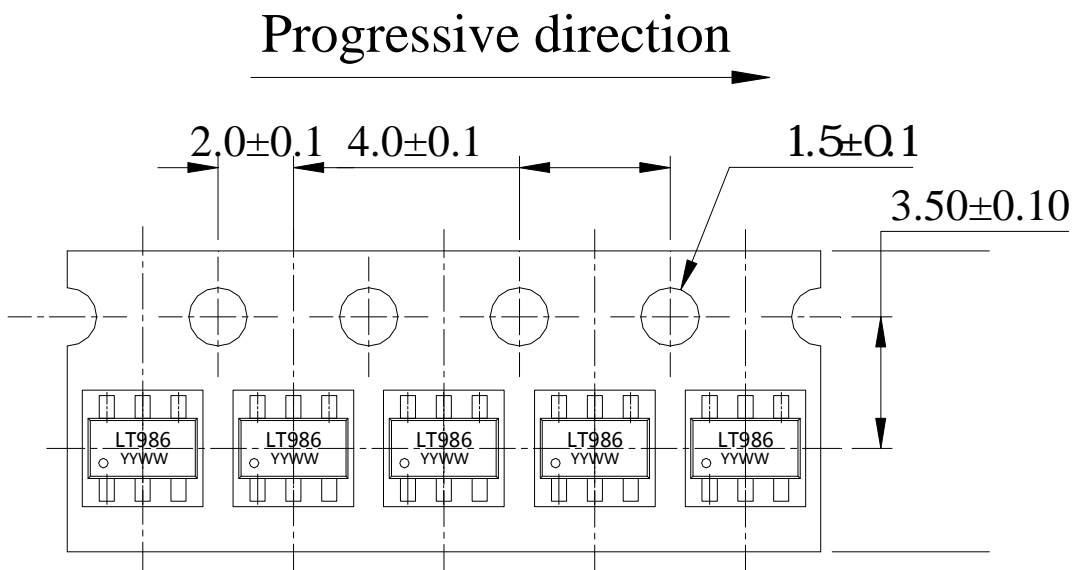 Progressive direction
2.0±0.1 4.0±0.1 1.5±0.1
3.50±0.10
LT986 LT986 LT986 LT986 LT986
YYWW YYWW YYWW YYWW YYWW